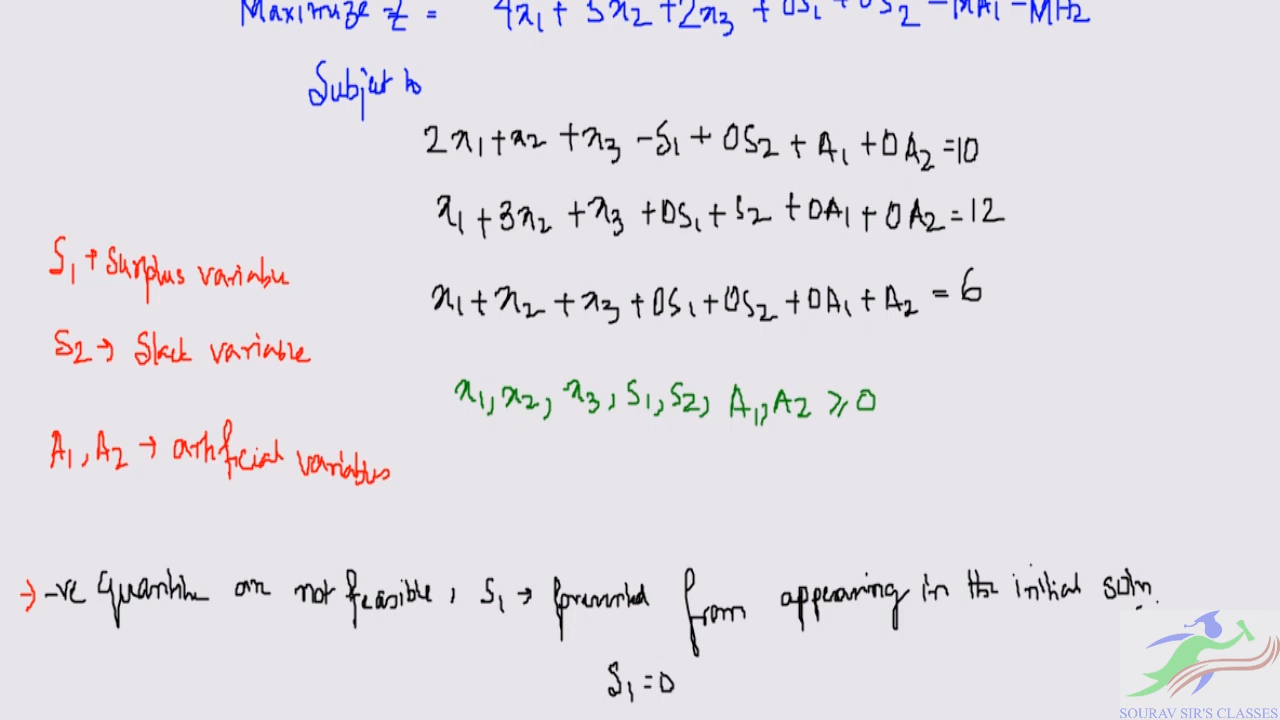 Maximize Z = 4x₁ + 5x₂ + 2x₃ + 0S₁ + 0S₂ - MA₁ - MA₂
Subject to
2x₁ + x₂ + x₃ - S₁ + 0S₂ + A₁ + 0A₂ = 10
x₁ + 3x₂ + x₃ + 0S₁ + S₂ + 0A₁ + 0A₂ = 12
S₁ → Surplus variable
x₁ + x₂ + x₃ + 0S₁ + 0S₂ + 0A₁ + A₂ = 6
S₂ → Slack variable
x₁, x₂, x₃, S₁, S₂, A₁, A₂ ≥ 0
A₁, A₂ → artificial variables
→ -ve quantities are not feasible, S₁ → prevented from appearing in the initial soln.
S₁ = 0
SOURAV SIR'S CLASSES